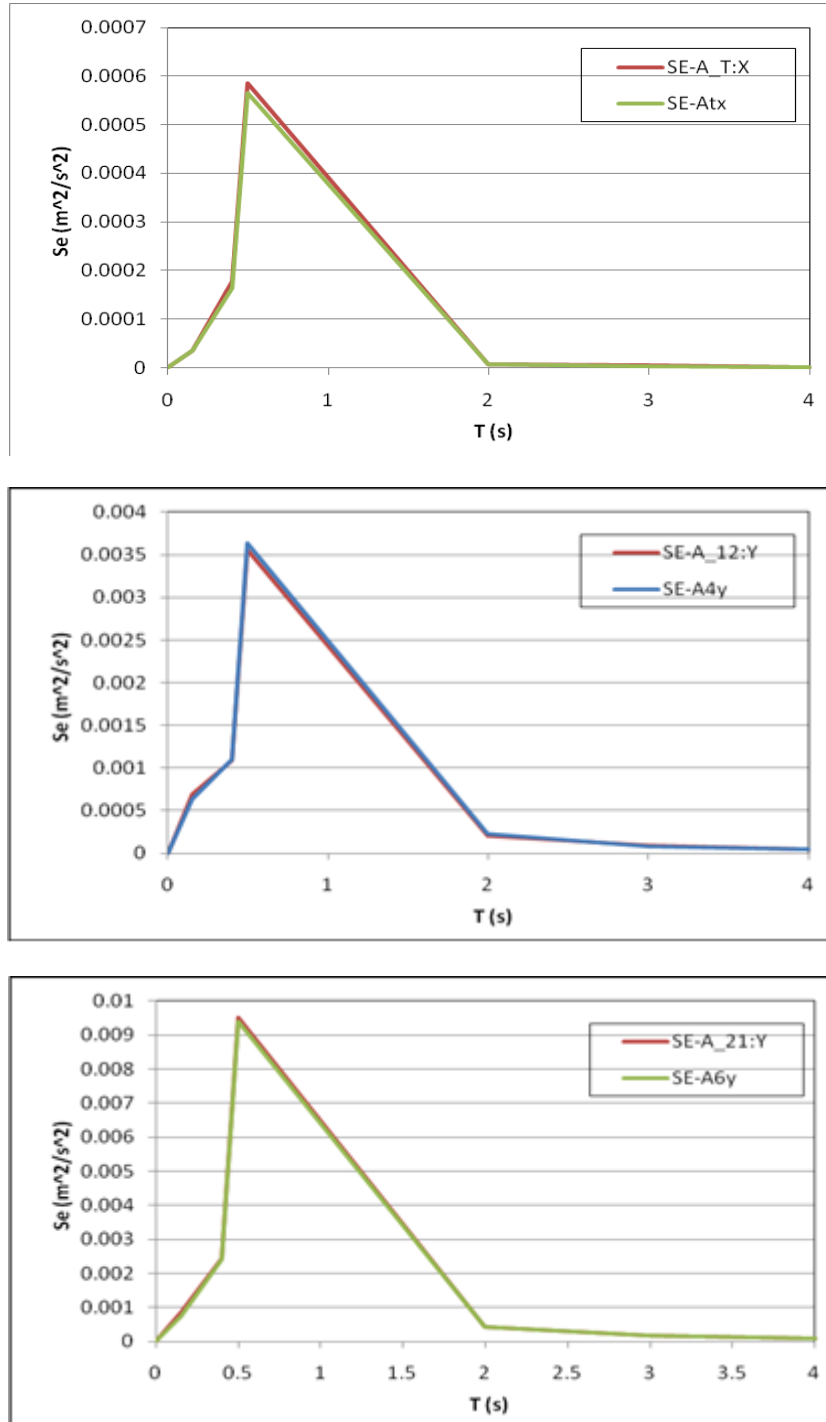 0.0007
0.0006
0.0005
0.0004
0.0003
0.0002
0.0001
0
Se (m^2/s^2)
SE-A_T:X
SE-Atx
0 1 2 3 4
T (s)
0.004
0.0035
0.003
0.0025
0.002
0.0015
0.001
0.0005
0
Se (m^2/s^2)
SE-A_12:Y
SE-A4y
0 1 2 3 4
T (s)
0.01
0.009
0.008
0.007
0.006
0.005
0.004
0.003
0.002
0.001
0
Se (m^2/s^2)
SE-A_21:Y
SE-A6y
0 0.5 1 1.5 2 2.5 3 3.5 4
T (s)